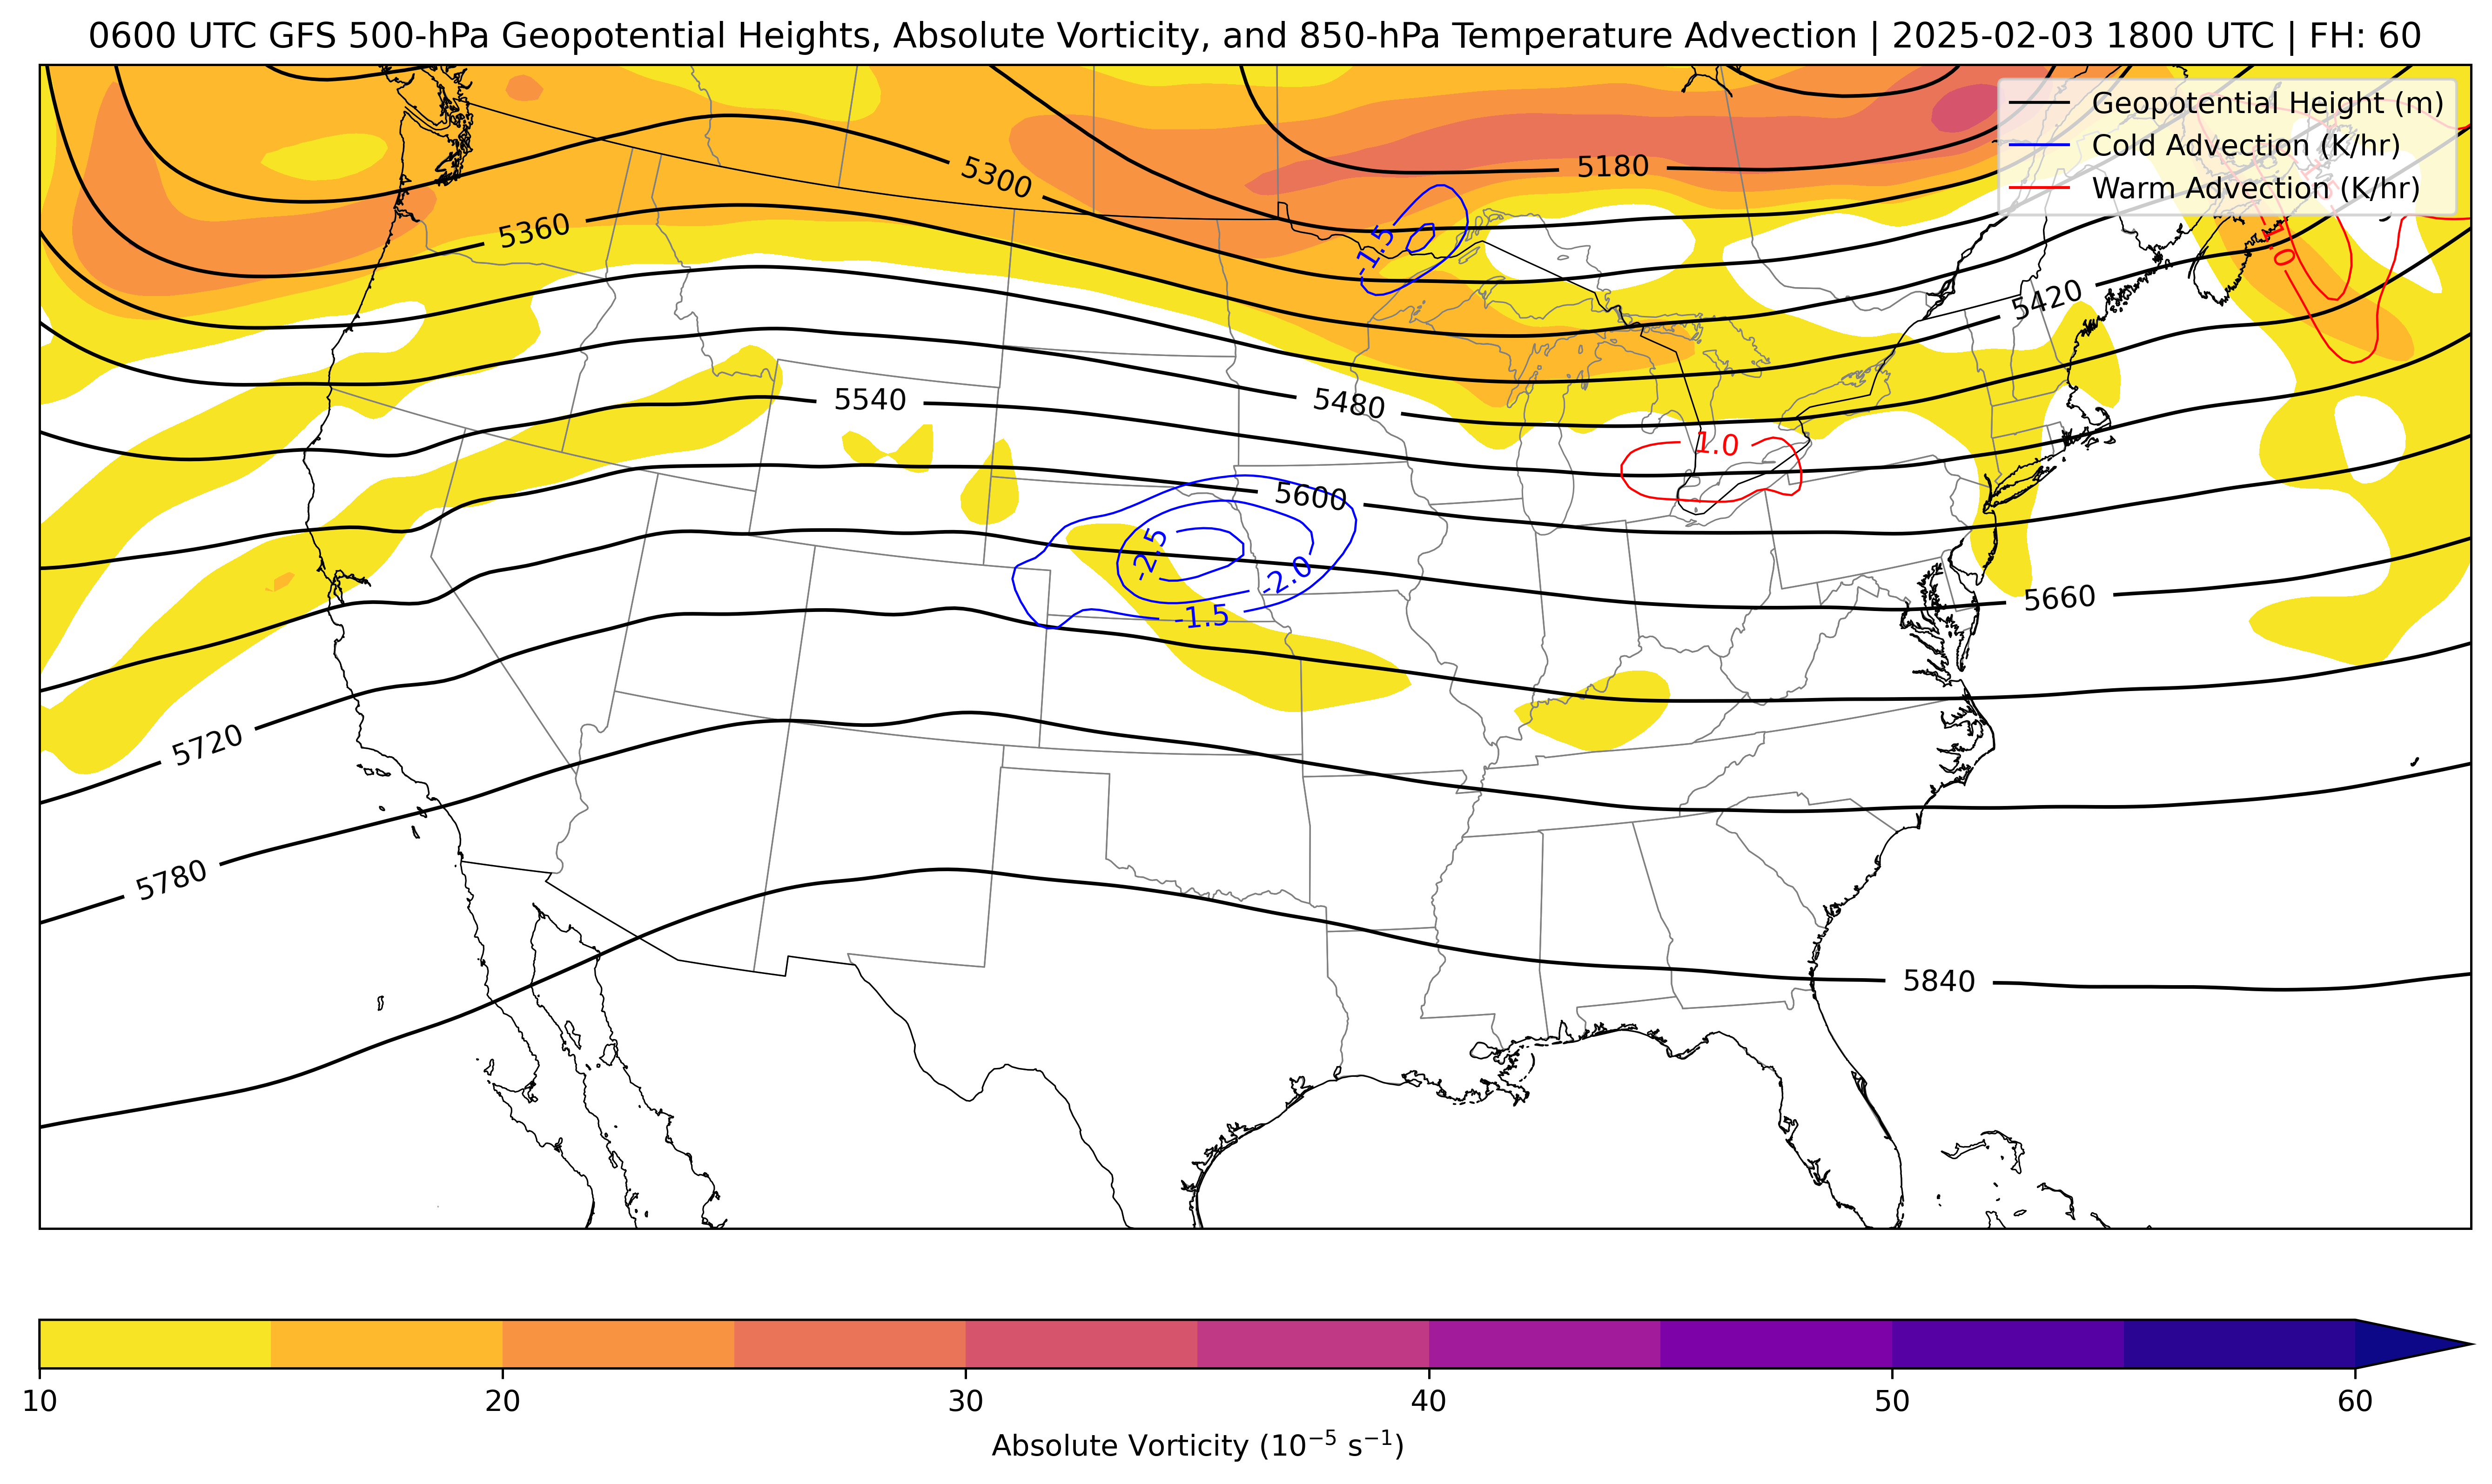 0600 UTC GFS 500-hPa Geopotential Heights, Absolute Vorticity, and 850-hPa Temperature Advection | 2025-02-03 1800 UTC | FH: 60
Geopotential Height (m)
Cold Advection (K/hr)
Warm Advection (K/hr)
5180
5300
5360
-1.5
1.0
5420
5540
5480
1.0
5600
-2.5
-2.0
-1.5
5660
5720
5780
5840
10 20 30 40 50 60
Absolute Vorticity (10⁻⁵ s⁻¹)